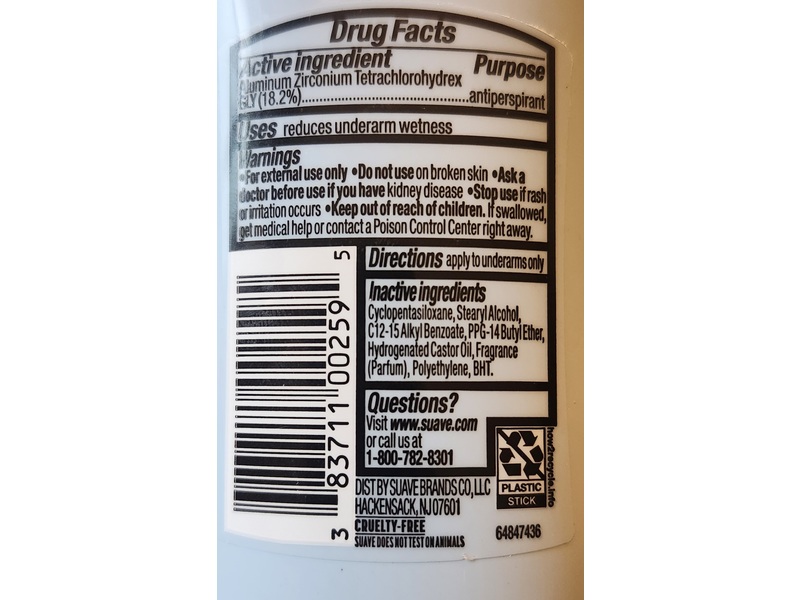 Drug Facts
Active ingredient Purpose
Aluminum Zirconium Tetrachlorohydrex
GLY (18.2%)..........................................antiperspirant
Uses reduces underarm wetness
Warnings
•For external use only •Do not use on broken skin •Ask a
doctor before use if you have kidney disease •Stop use if rash
or irritation occurs •Keep out of reach of children. If swallowed,
get medical help or contact a Poison Control Center right away.
Directions apply to underarms only
Inactive ingredients
Cyclopentasiloxane, Stearyl Alcohol,
C12-15 Alkyl Benzoate, PPG-14 Butyl Ether,
Hydrogenated Castor Oil, Fragrance
(Parfum), Polyethylene, BHT.
Questions?
Visit www.suave.com
or call us at
1-800-782-8301
3 83711 00259 5
how2recycle.info
PLASTIC
STICK
DIST BY SUAVE BRANDS CO, LLC
HACKENSACK, NJ 07601
CRUELTY-FREE
SUAVE DOES NOT TEST ON ANIMALS
64847436